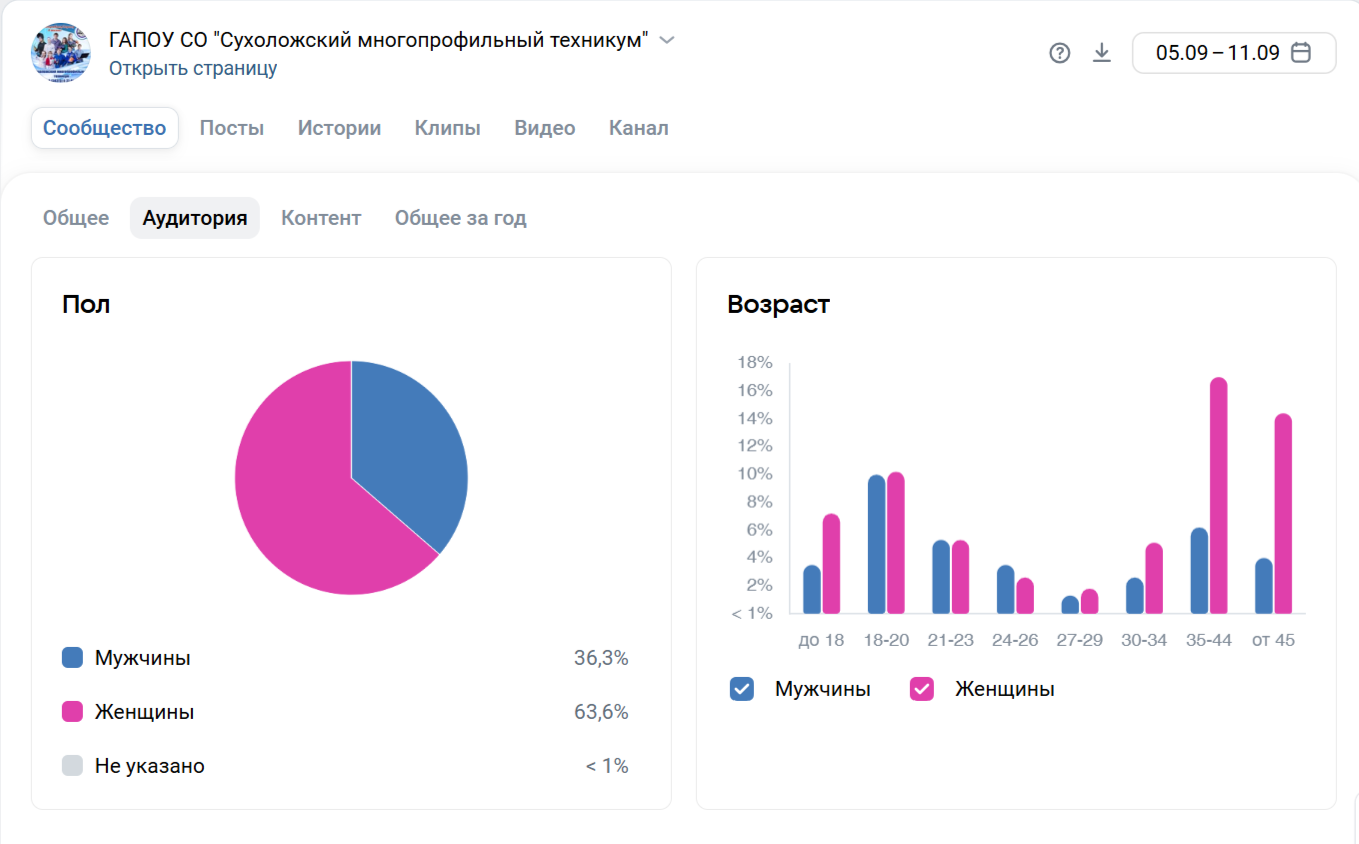 ГАПОУ СО "Сухоложский многопрофильный техникум"
Открыть страницу
05.09 – 11.09
Сообщество Посты Истории Клипы Видео Канал
Общее Аудитория Контент Общее за год
Пол
Мужчины 36,3%
Женщины 63,6%
Не указано < 1%
Возраст
18%
16%
14%
12%
10%
8%
6%
4%
2%
< 1%
до 18 18-20 21-23 24-26 27-29 30-34 35-44 от 45
Мужчины Женщины